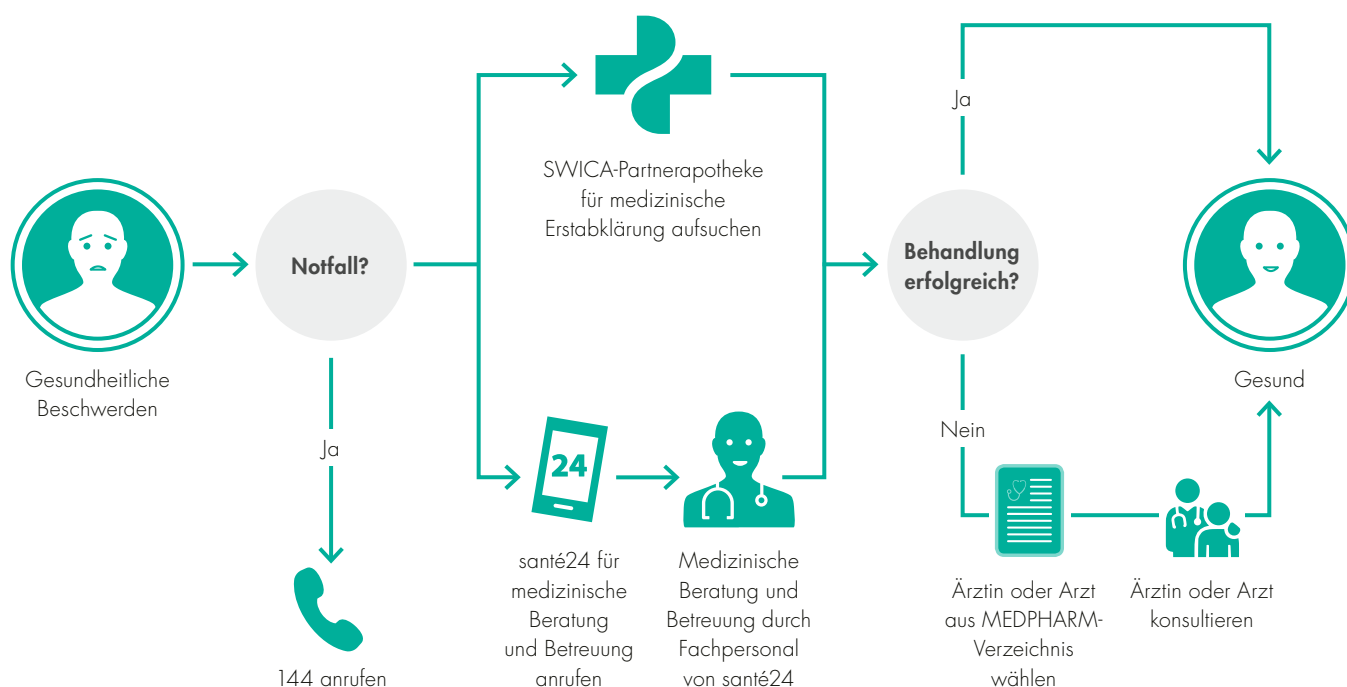 Gesundheitliche
Beschwerden
Notfall?
Ja
144 anrufen
SWICA-Partnerapotheke
für medizinische
Erstabklärung aufsuchen
24
santé24 für
medizinische
Beratung
und Betreuung
anrufen
Medizinische
Beratung und
Betreuung durch
Fachpersonal
von santé24
Behandlung
erfolgreich?
Ja
Nein
Ärztin oder Arzt
aus MEDPHARM-
Verzeichnis
wählen
Ärztin oder Arzt
konsultieren
Gesund